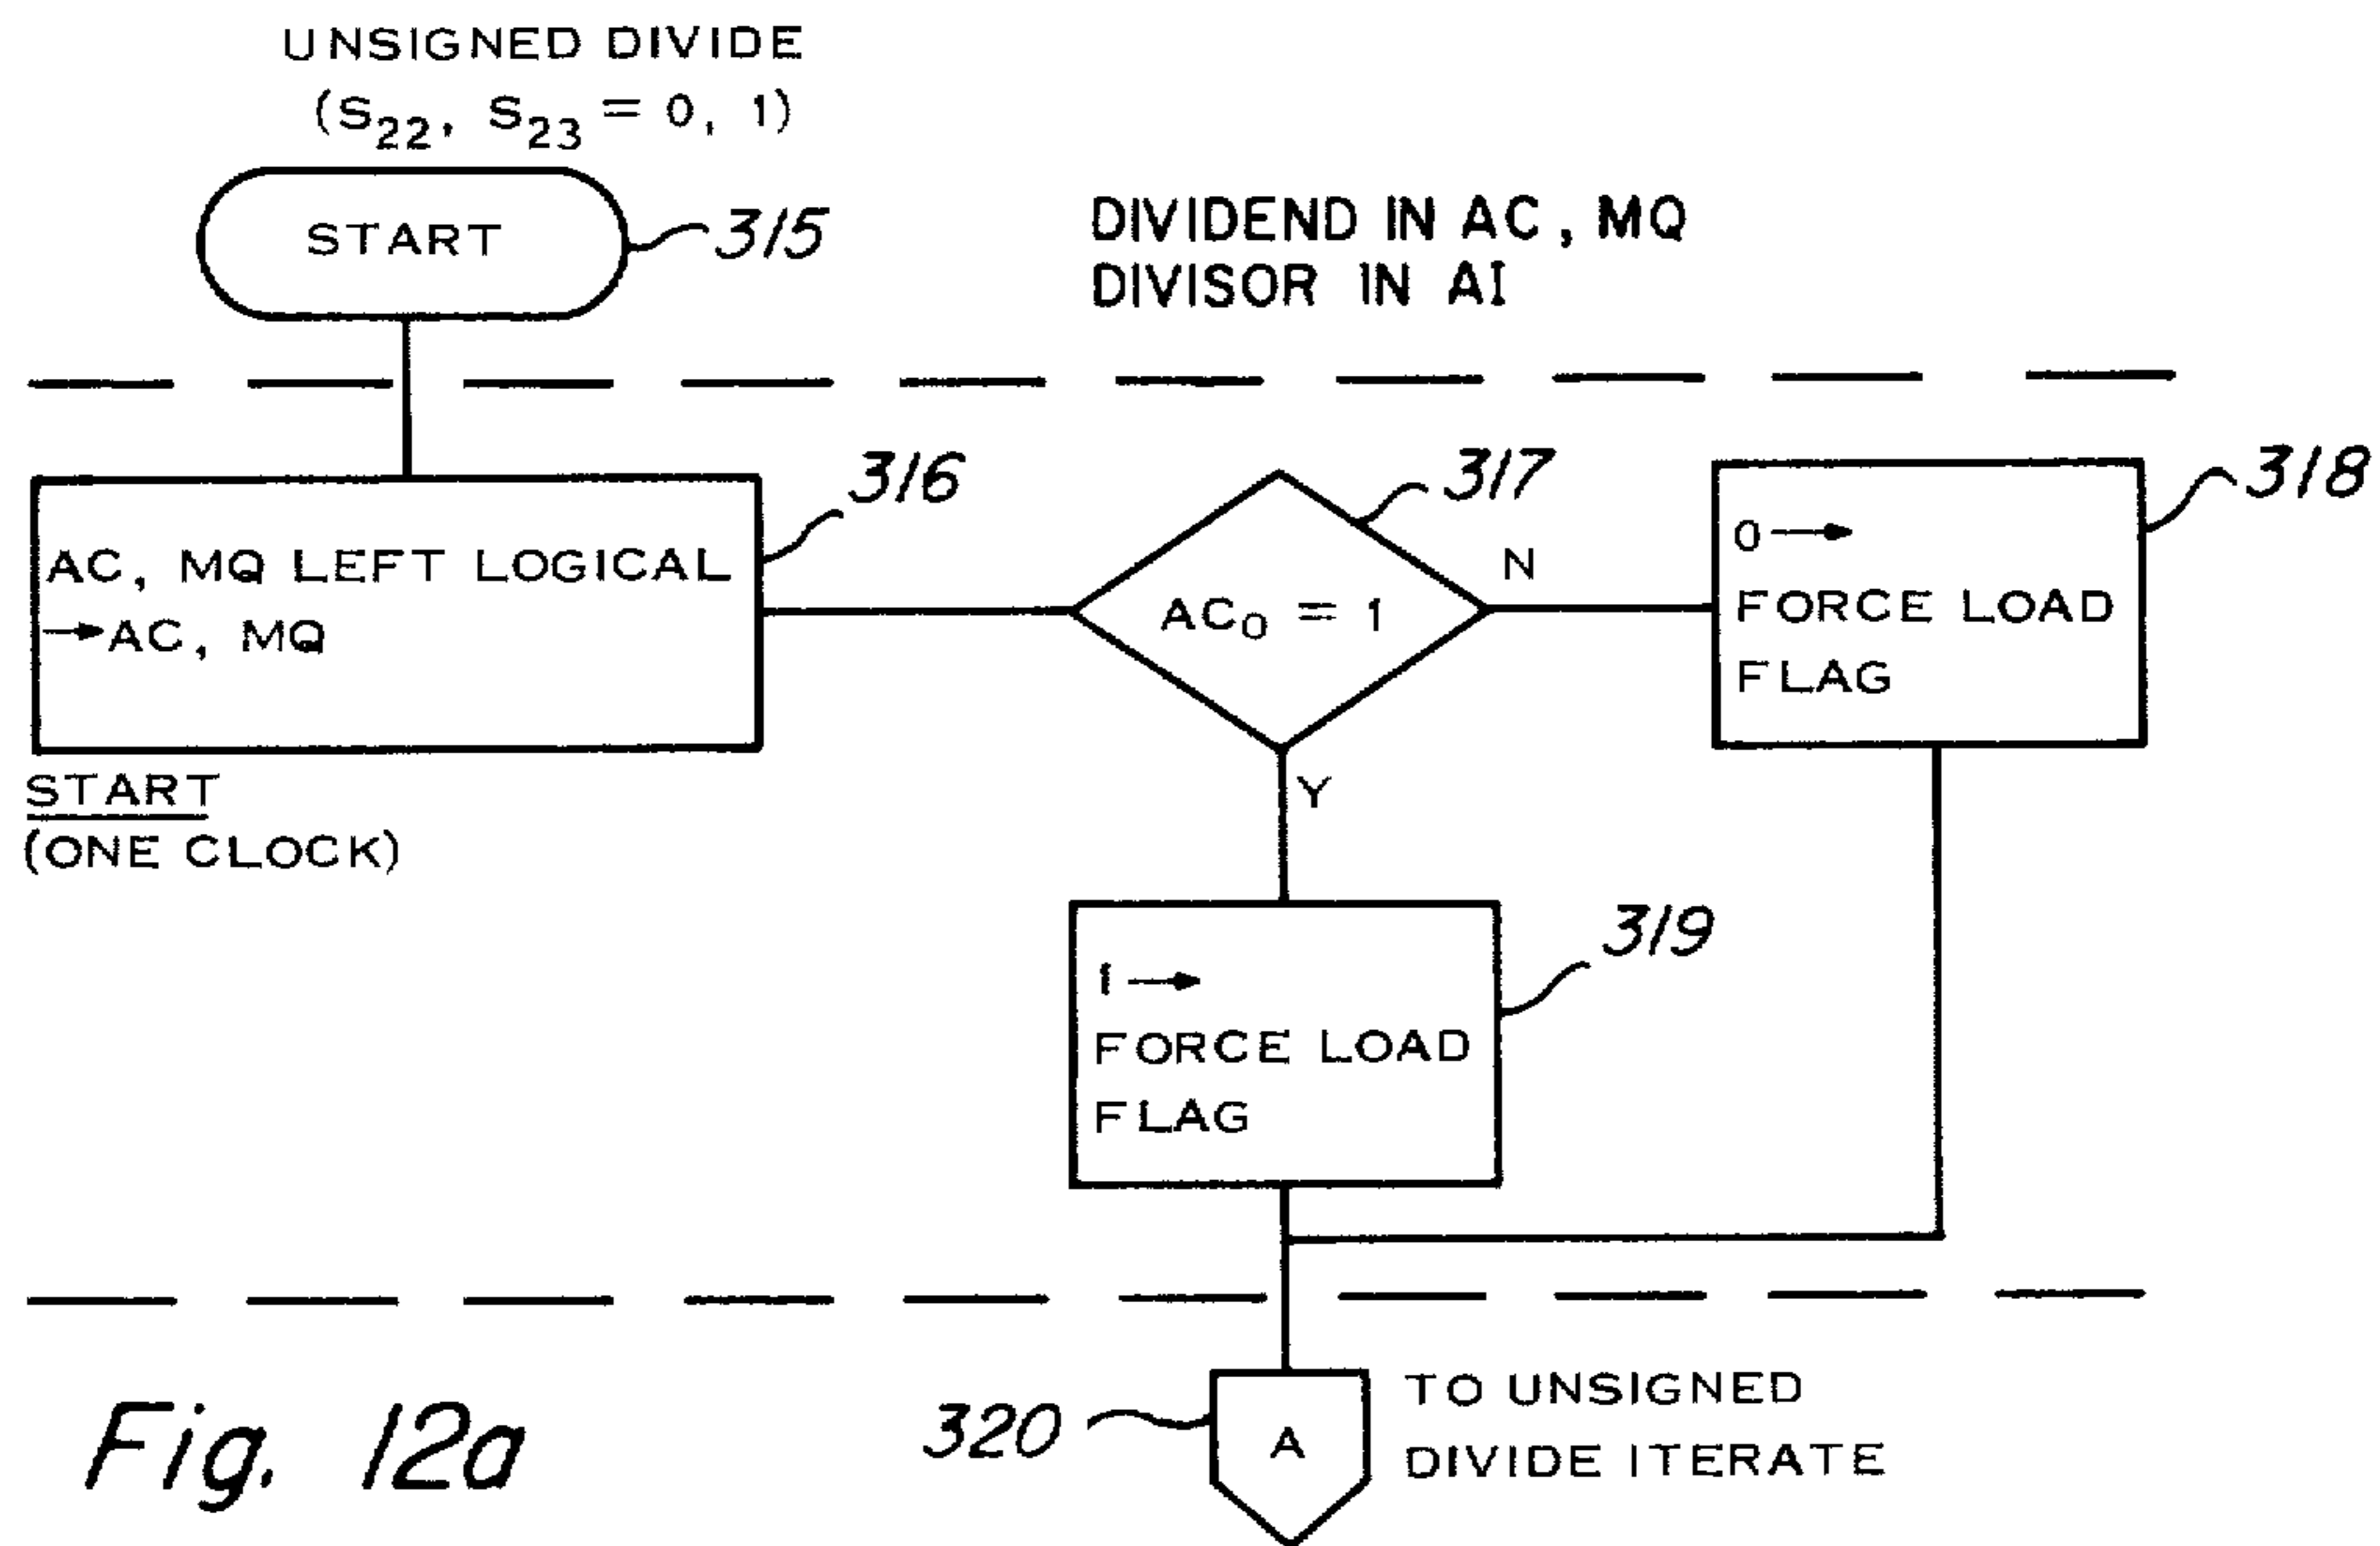 UNSIGNED DIVIDE
(S₂₂, S₂₃ = 0, 1)
START
315
DIVIDEND IN AC, MQ
DIVISOR IN AI
316
AC, MQ LEFT LOGICAL
→AC, MQ
START
(ONE CLOCK)
317
AC₀ = 1
N
Y
318
0→
FORCE LOAD
FLAG
319
1→
FORCE LOAD
FLAG
320
A
TO UNSIGNED
DIVIDE ITERATE
Fig. 12a